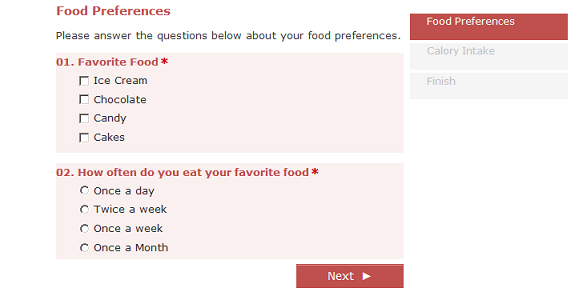 Food Preferences
Please answer the questions below about your food preferences.
01. Favorite Food *
Ice Cream
Chocolate
Candy
Cakes
02. How often do you eat your favorite food *
Once a day
Twice a week
Once a week
Once a Month
Next ►
Food Preferences
Calory Intake
Finish